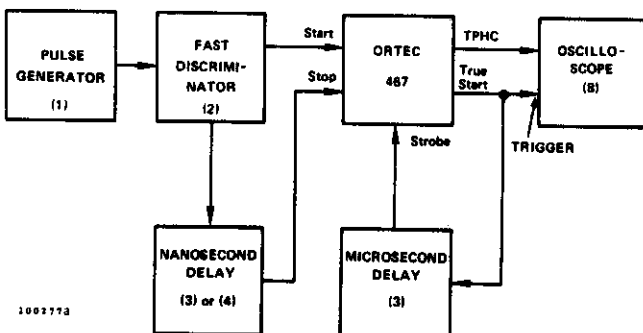 PULSE
GENERATOR
(1)
FAST
DISCRIMI-
NATOR
(2)
Start
Stop
ORTEC
467
Strobe
TPHC
True
Start
OSCILLO-
SCOPE
(8)
TRIGGER
NANOSECOND
DELAY
(3) or (4)
MICROSECOND
DELAY
(3)